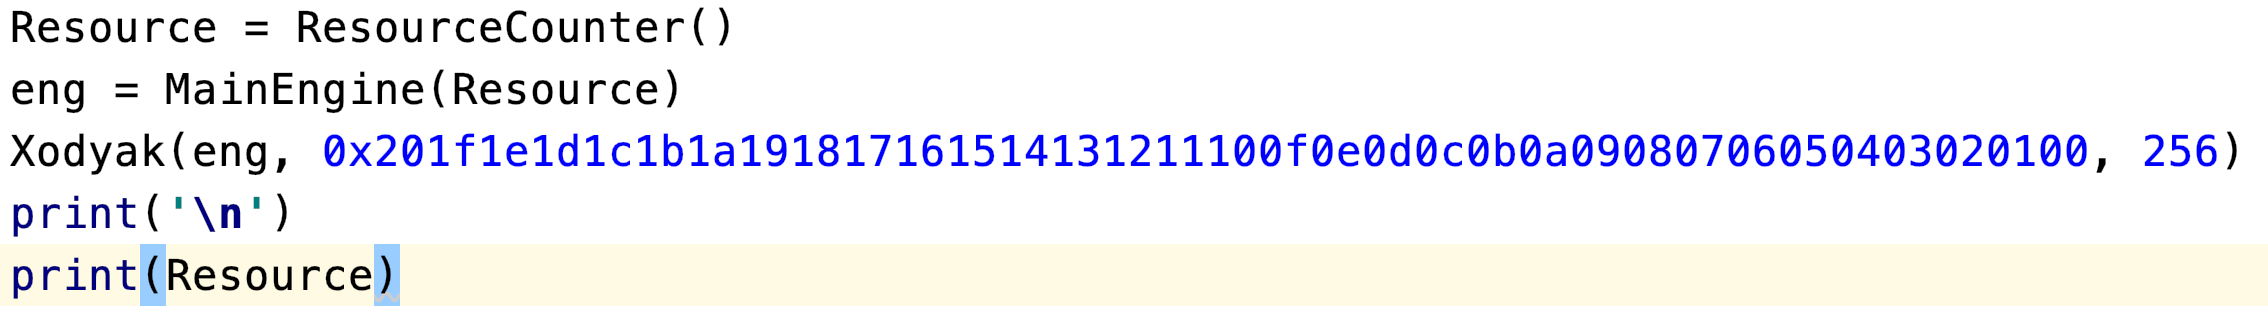 Resource = ResourceCounter()
eng = MainEngine(Resource)
Xodyak(eng, 0x201f1e1d1c1b1a191817161514131211100f0e0d0c0b0a09080706050403020100, 256)
print('\n')
print(Resource)